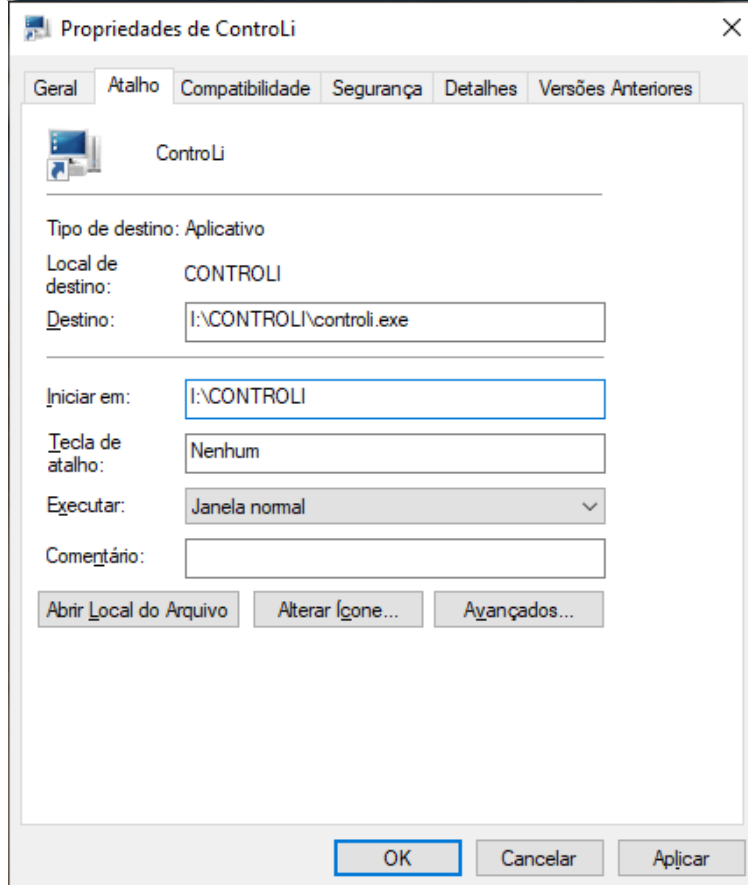 Propriedades de ControLi
Geral Atalho Compatibilidade Segurança Detalhes Versões Anteriores
ControLi
Tipo de destino: Aplicativo
Local de destino: CONTROLI
Destino: I:\CONTROLI\controli.exe
Iniciar em: I:\CONTROLI
Tecla de atalho: Nenhum
Executar: Janela normal
Comentário:
Abrir Local do Arquivo Alterar Ícone... Avançados...
OK Cancelar Aplicar